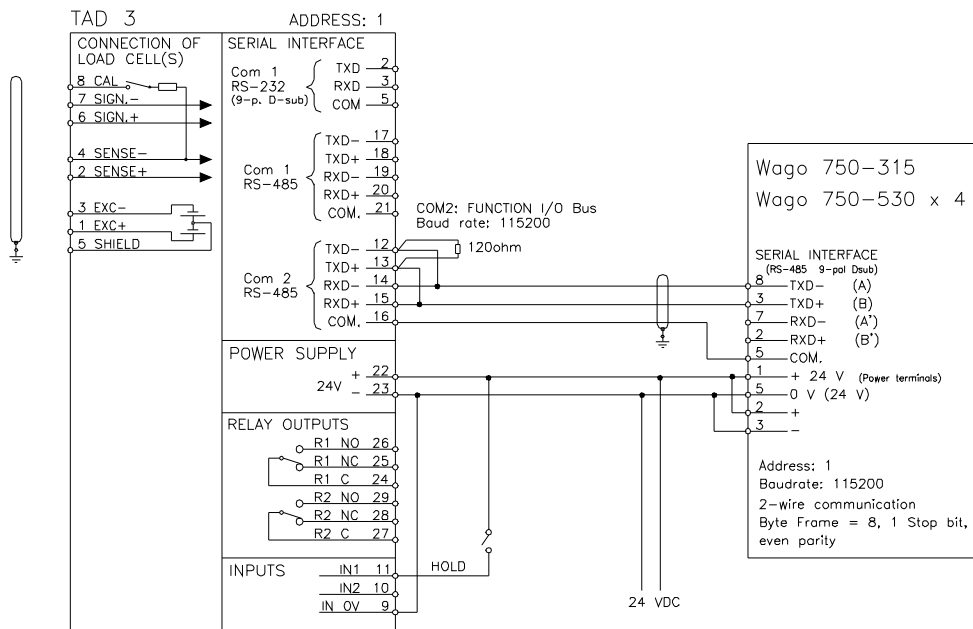 TAD 3
ADDRESS: 1
CONNECTION OF
LOAD CELL(S)
8 CAL
7 SIGN.-
6 SIGN.+
4 SENSE-
2 SENSE+
3 EXC-
1 EXC+
5 SHIELD
SERIAL INTERFACE
Com 1
RS-232
(9-p. D-sub)
TXD 2
RXD 3
COM 5
Com 1
RS-485
TXD- 17
TXD+ 18
RXD- 19
RXD+ 20
COM. 21
Com 2
RS-485
TXD- 12
TXD+ 13
RXD- 14
RXD+ 15
COM. 16
COM2: FUNCTION I/O Bus
Baud rate: 115200
120ohm
POWER SUPPLY
24V
+ 22
- 23
RELAY OUTPUTS
R1 NO 26
R1 NC 25
R1 C 24
R2 NO 29
R2 NC 28
R2 C 27
INPUTS
IN1 11
IN2 10
IN 0V 9
HOLD
24 VDC
Wago 750-315
Wago 750-530 x 4
SERIAL INTERFACE
(RS-485 9-pol Dsub)
8 TXD- (A)
3 TXD+ (B)
7 RXD- (A')
2 RXD+ (B')
5 COM.
1 + 24 V (Power terminals)
5 0 V (24 V)
2 +
3 -
Address: 1
Baudrate: 115200
2-wire communication
Byte Frame = 8, 1 Stop bit,
even parity